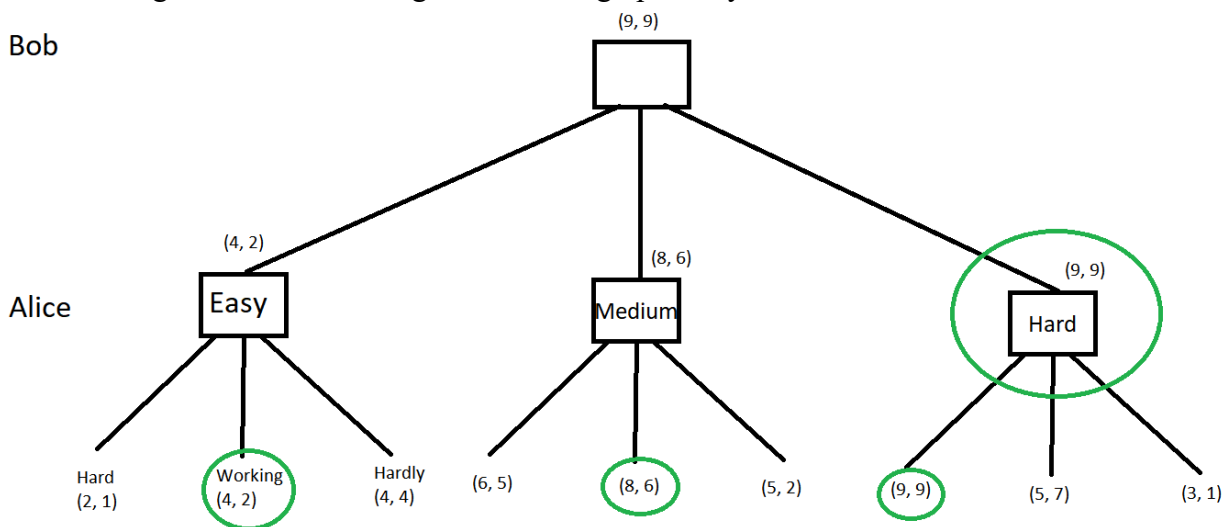 (9, 9)
Bob
(4, 2)
(8, 6)
(9, 9)
Alice
Easy
Medium
Hard
Hard
(2, 1)
Working
(4, 2)
Hardly
(4, 4)
(6, 5)
(8, 6)
(5, 2)
(9, 9)
(5, 7)
(3, 1)